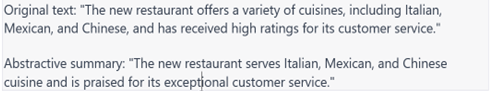 Original text: "The new restaurant offers a variety of cuisines, including Italian,
Mexican, and Chinese, and has received high ratings for its customer service."
Abstractive summary: "The new restaurant serves Italian, Mexican, and Chinese
cuisine and is praised for its exceptional customer service."